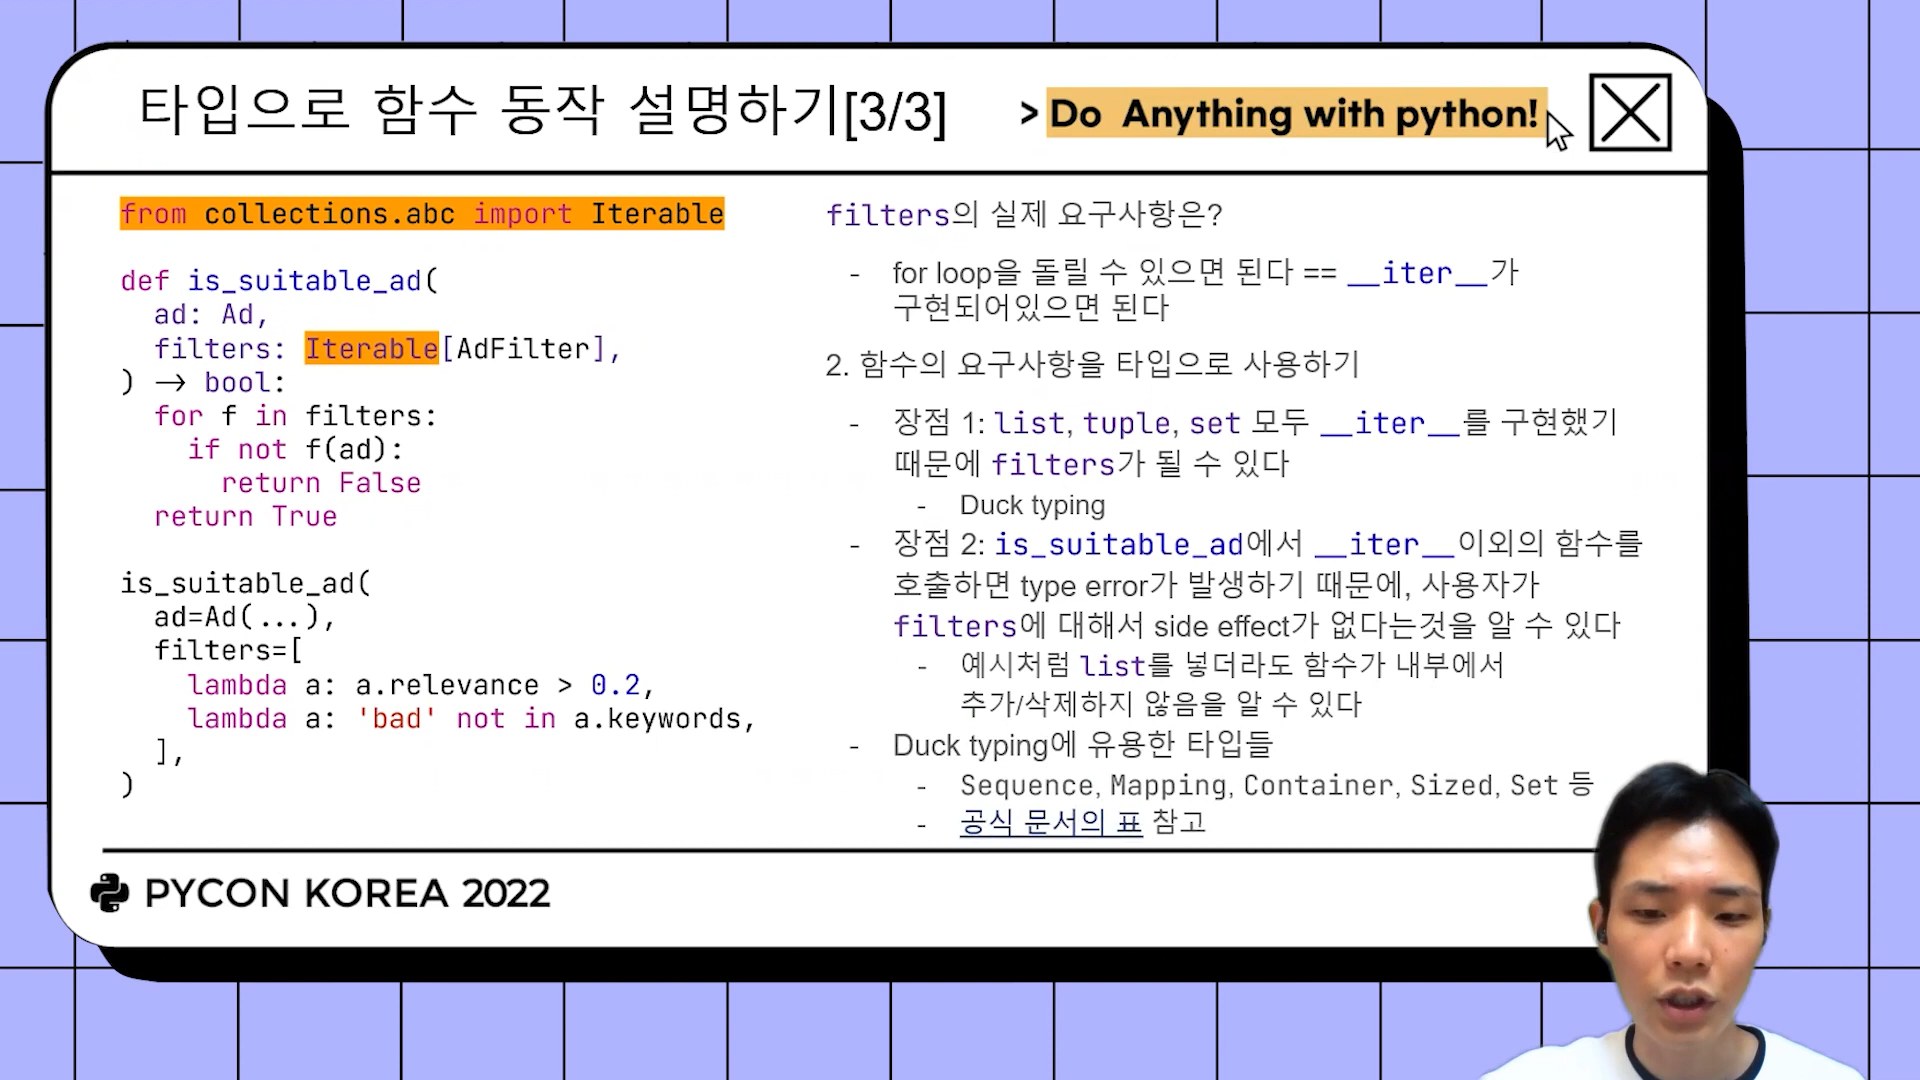 타입으로 함수 동작 설명하기[3/3]
> Do Anything with python!
from collections.abc import Iterable
def is_suitable_ad(
ad: Ad,
filters: Iterable[AdFilter],
) → bool:
for f in filters:
if not f(ad):
return False
return True
is_suitable_ad(
ad=Ad(...),
filters=[
lambda a: a.relevance > 0.2,
lambda a: 'bad' not in a.keywords,
],
)
filters의 실제 요구사항은?
- for loop을 돌릴 수 있으면 된다 == __iter__가
구현되어있으면 된다
2. 함수의 요구사항을 타입으로 사용하기
- 장점 1: list, tuple, set 모두 __iter__를 구현했기
때문에 filters가 될 수 있다
- Duck typing
- 장점 2: is_suitable_ad에서 __iter__이외의 함수를
호출하면 type error가 발생하기 때문에, 사용자가
filters에 대해서 side effect가 없다는것을 알 수 있다
- 예시처럼 list를 넣더라도 함수가 내부에서
추가/삭제하지 않음을 알 수 있다
- Duck typing에 유용한 타입들
- Sequence, Mapping, Container, Sized, Set 등
- 공식 문서의 표 참고
PYCON KOREA 2022